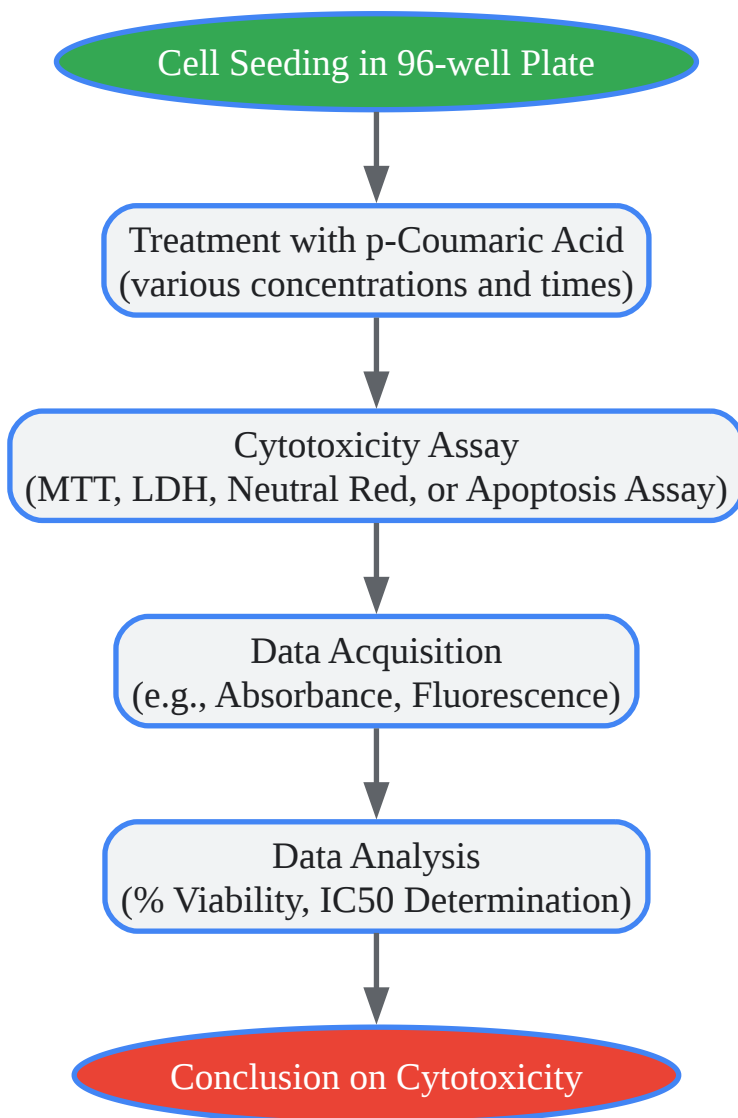 Cell Seeding in 96-well Plate
Treatment with p-Coumaric Acid
(various concentrations and times)
Cytotoxicity Assay
(MTT, LDH, Neutral Red, or Apoptosis Assay)
Data Acquisition
(e.g., Absorbance, Fluorescence)
Data Analysis
(% Viability, IC50 Determination)
Conclusion on Cytotoxicity